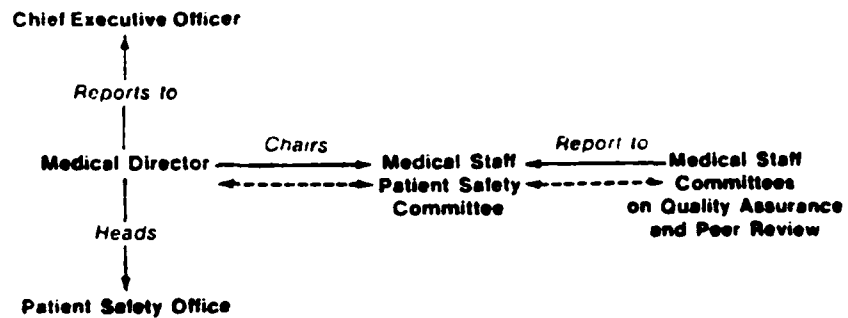 Chief Executive Officer
Reports to
Medical Director
Chairs
Medical Staff
Patient Safety
Committee
Report to
Medical Staff
Committees
on Quality Assurance
and Peer Review
Heads
Patient Safety Office